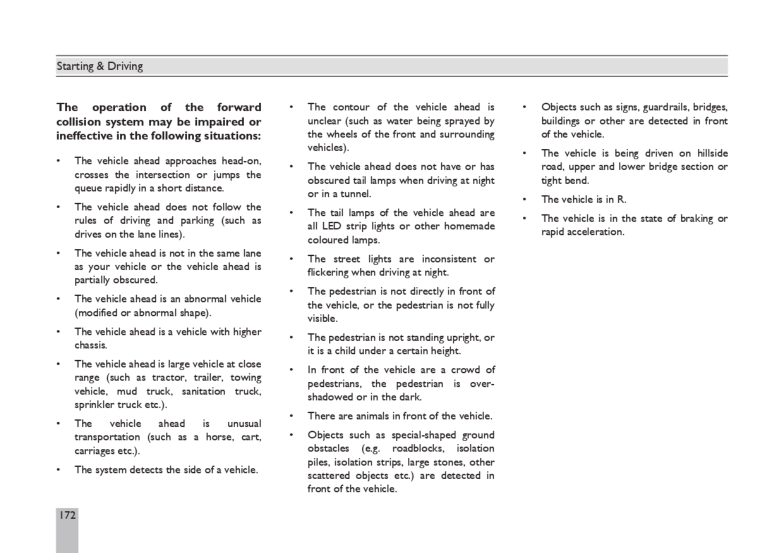 Starting & Driving
The operation of the forward
collision system may be impaired or
ineffective in the following situations:
• The vehicle ahead approaches head-on,
crosses the intersection or jumps the
queue rapidly in a short distance.
• The vehicle ahead does not follow the
rules of driving and parking (such as
drives on the lane lines).
• The vehicle ahead is not in the same lane
as your vehicle or the vehicle ahead is
partially obscured.
• The vehicle ahead is an abnormal vehicle
(modified or abnormal shape).
• The vehicle ahead is a vehicle with higher
chassis.
• The vehicle ahead is large vehicle at close
range (such as tractor, trailer, towing
vehicle, mud truck, sanitation truck,
sprinkler truck etc.).
• The vehicle ahead is unusual
transportation (such as a horse, cart,
carriages etc.).
• The system detects the side of a vehicle.
• The contour of the vehicle ahead is
unclear (such as water being sprayed by
the wheels of the front and surrounding
vehicles).
• The vehicle ahead does not have or has
obscured tail lamps when driving at night
or in a tunnel.
• The tail lamps of the vehicle ahead are
all LED strip lights or other homemade
coloured lamps.
• The street lights are inconsistent or
flickering when driving at night.
• The pedestrian is not directly in front of
the vehicle, or the pedestrian is not fully
visible.
• The pedestrian is not standing upright, or
it is a child under a certain height.
• In front of the vehicle are a crowd of
pedestrians, the pedestrian is over-
shadowed or in the dark.
• There are animals in front of the vehicle.
• Objects such as special-shaped ground
obstacles (e.g. roadblocks, isolation
piles, isolation strips, large stones, other
scattered objects etc.) are detected in
front of the vehicle.
• Objects such as signs, guardrails, bridges,
buildings or other are detected in front
of the vehicle.
• The vehicle is being driven on hillside
road, upper and lower bridge section or
tight bend.
• The vehicle is in R.
• The vehicle is in the state of braking or
rapid acceleration.
172